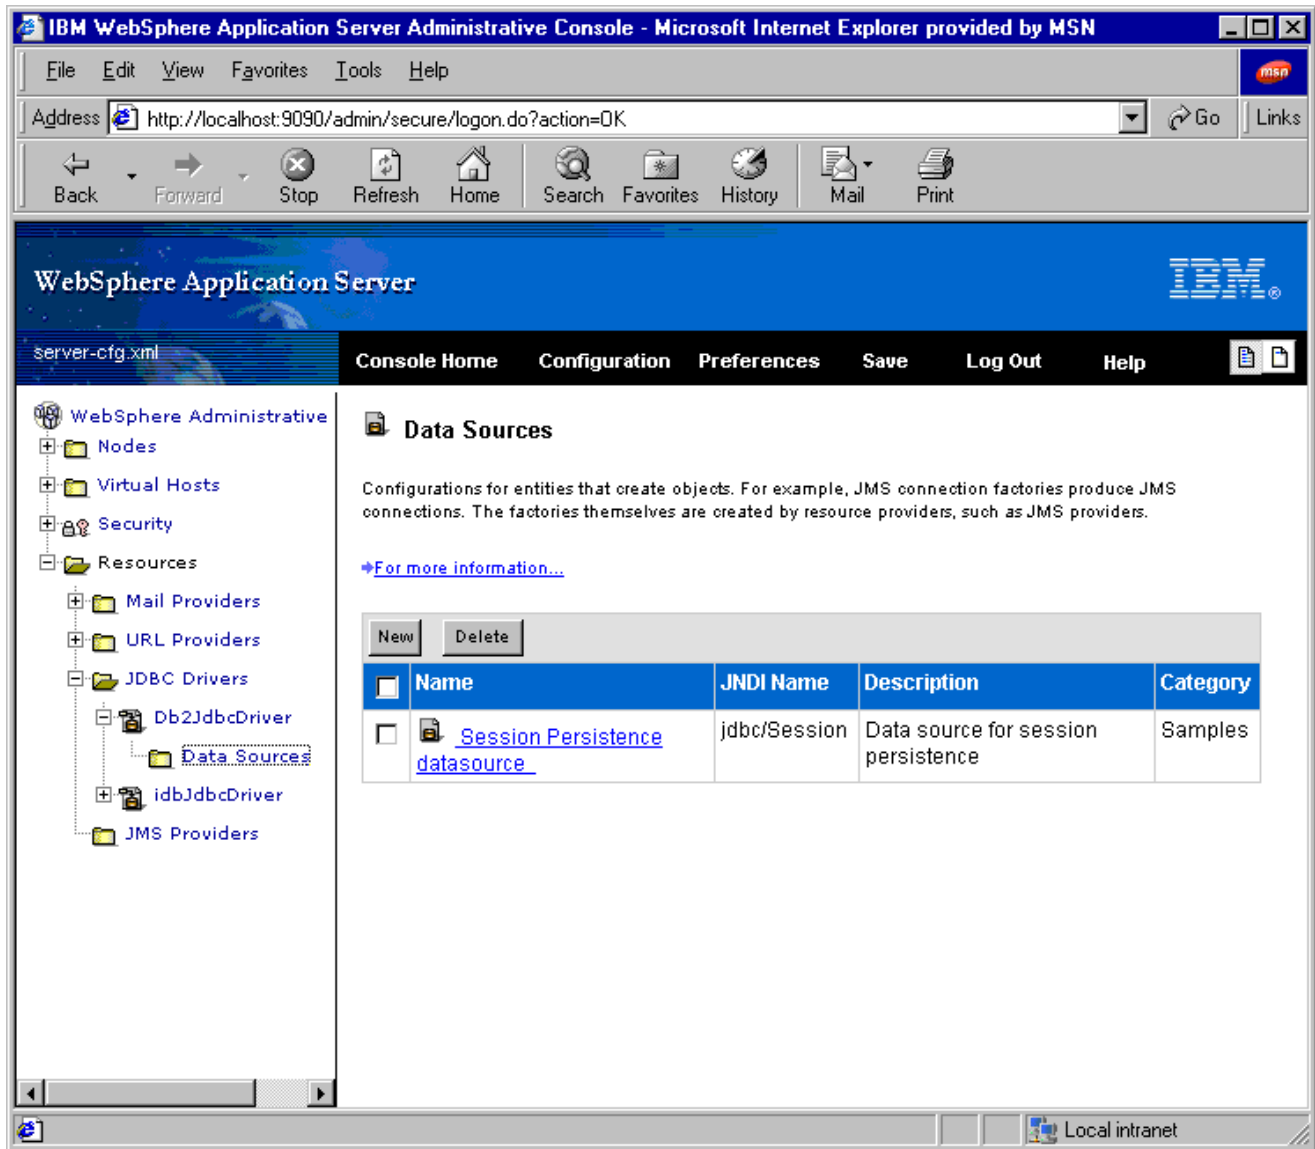 IBM WebSphere Application Server Administrative Console - Microsoft Internet Explorer provided by MSN
File Edit View Favorites Tools Help
msn
Address http://localhost:9090/admin/secure/logon.do?action=OK Go Links
Back Forward Stop Refresh Home Search Favorites History Mail Print
WebSphere Application Server
IBM®
server-cfg.xml
Console Home Configuration Preferences Save Log Out Help
WebSphere Administrative
Nodes
Virtual Hosts
Security
Resources
Mail Providers
URL Providers
JDBC Drivers
Db2JdbcDriver
Data Sources
idbJdbcDriver
JMS Providers
Data Sources
Configurations for entities that create objects. For example, JMS connection factories produce JMS
connections. The factories themselves are created by resource providers, such as JMS providers.
For more information...
New Delete
Name JNDI Name Description Category
Session Persistence jdbc/Session Data source for session Samples
datasource persistence
Local intranet